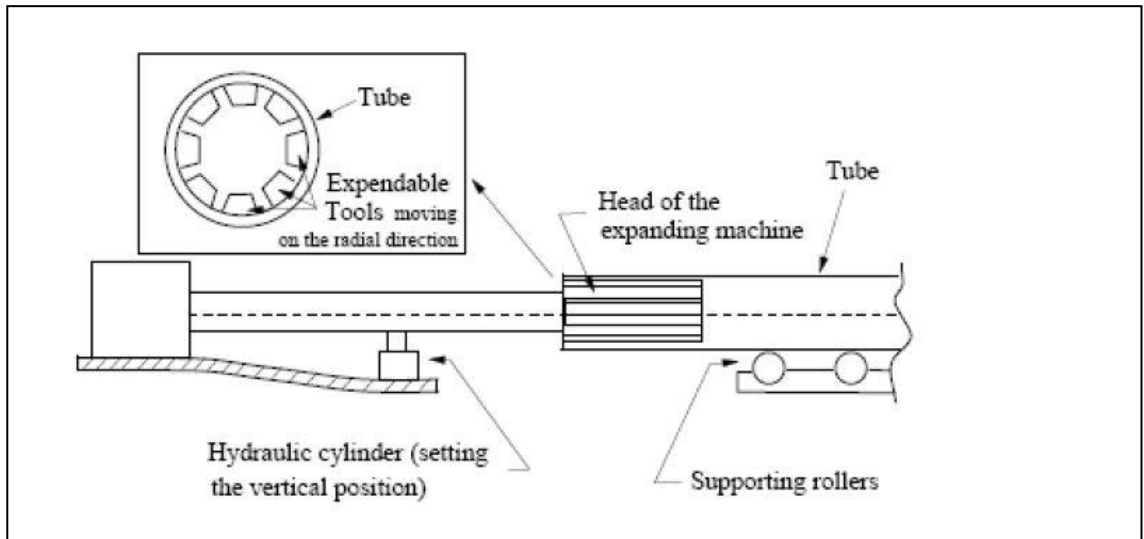 Tube
Expendable
Tools moving
on the radial direction
Tube
Head of the
expanding machine
Hydraulic cylinder (setting
the vertical position)
Supporting rollers